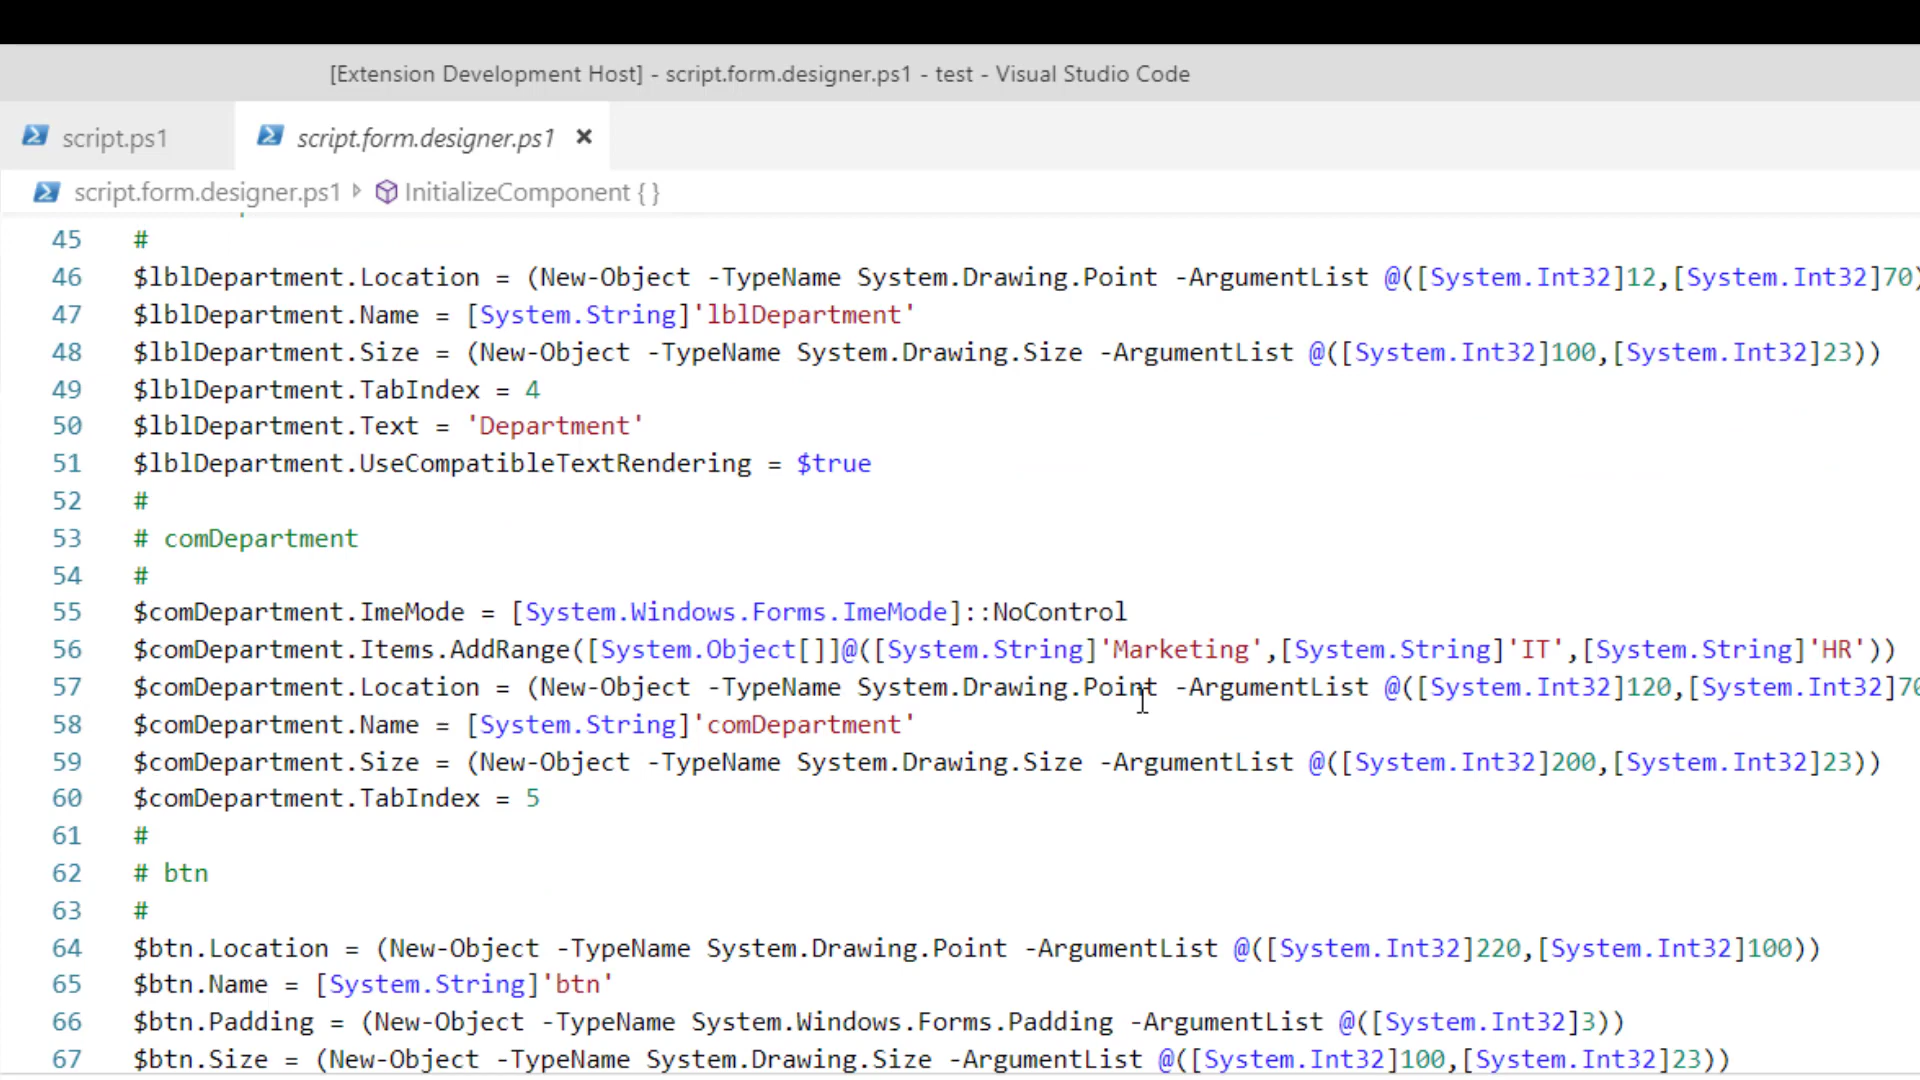 [Extension Development Host] - script.form.designer.ps1 - test - Visual Studio Code
script.ps1 script.form.designer.ps1
script.form.designer.ps1 InitializeComponent { }
45 #
46 $lblDepartment.Location = (New-Object -TypeName System.Drawing.Point -ArgumentList @([System.Int32]12,[System.Int32]70)
47 $lblDepartment.Name = [System.String]'lblDepartment'
48 $lblDepartment.Size = (New-Object -TypeName System.Drawing.Size -ArgumentList @([System.Int32]100,[System.Int32]23))
49 $lblDepartment.TabIndex = 4
50 $lblDepartment.Text = 'Department'
51 $lblDepartment.UseCompatibleTextRendering = $true
52 #
53 # comDepartment
54 #
55 $comDepartment.ImeMode = [System.Windows.Forms.ImeMode]::NoControl
56 $comDepartment.Items.AddRange([System.Object[]]@([System.String]'Marketing',[System.String]'IT',[System.String]'HR'))
57 $comDepartment.Location = (New-Object -TypeName System.Drawing.Point -ArgumentList @([System.Int32]120,[System.Int32]70
58 $comDepartment.Name = [System.String]'comDepartment'
59 $comDepartment.Size = (New-Object -TypeName System.Drawing.Size -ArgumentList @([System.Int32]200,[System.Int32]23))
60 $comDepartment.TabIndex = 5
61 #
62 # btn
63 #
64 $btn.Location = (New-Object -TypeName System.Drawing.Point -ArgumentList @([System.Int32]220,[System.Int32]100))
65 $btn.Name = [System.String]'btn'
66 $btn.Padding = (New-Object -TypeName System.Windows.Forms.Padding -ArgumentList @([System.Int32]3))
67 $btn.Size = (New-Object -TypeName System.Drawing.Size -ArgumentList @([System.Int32]100,[System.Int32]23))